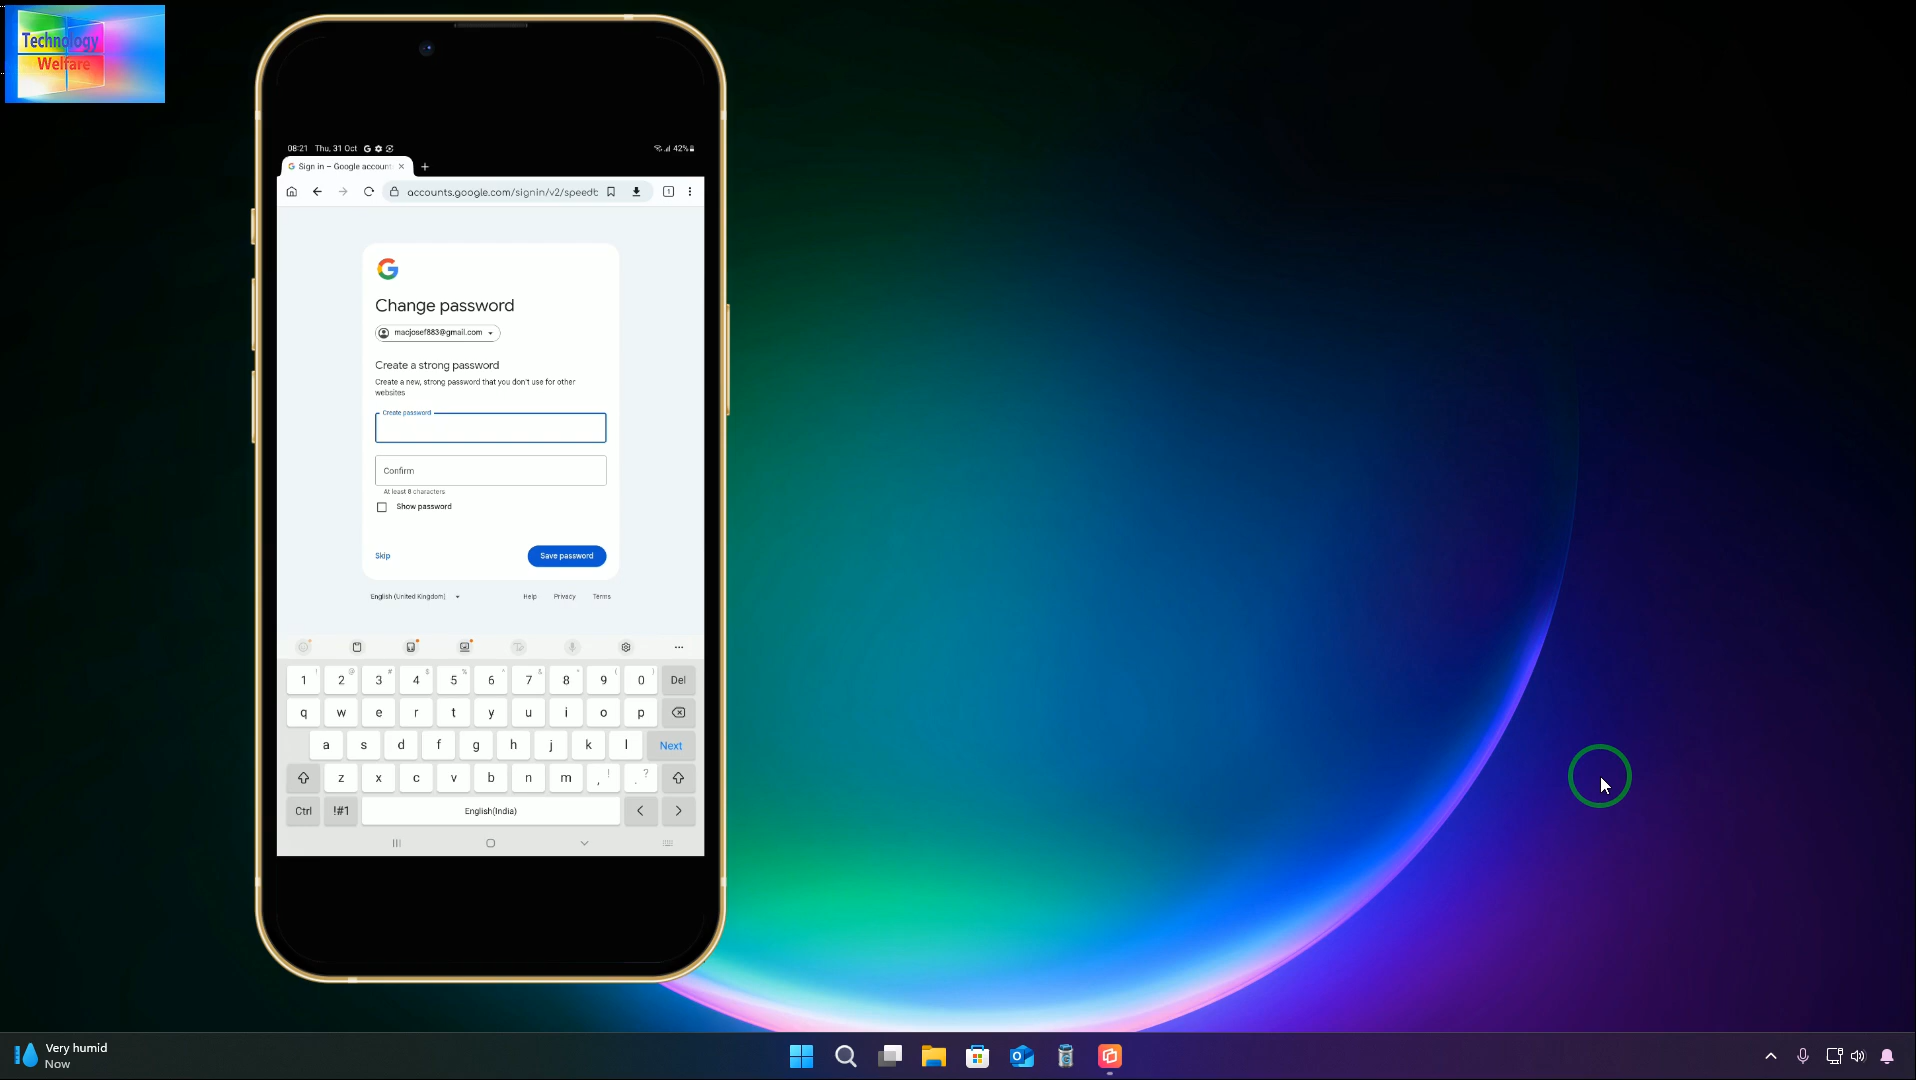 Technology
Welfare
08:21 Thu, 31 Oct
42%
Sign in – Google account
accounts.google.com/signin/v2/speedb
1
Change password
macjosef883@gmail.com
Create a strong password
Create a new, strong password that you don't use for other
websites
Create password
Confirm
At least 8 characters
Show password
Skip
Save password
English (United Kingdom)
Help Privacy Terms
1 ! 2 @ 3 # 4 $ 5 % 6 ^ 7 & 8 * 9 ( 0 ) Del
q w e r t y u i o p
a s d f g h j k l Next
z x c v b n m , ! . ?
Ctrl !#1 English(India) < >
Very humid
Now